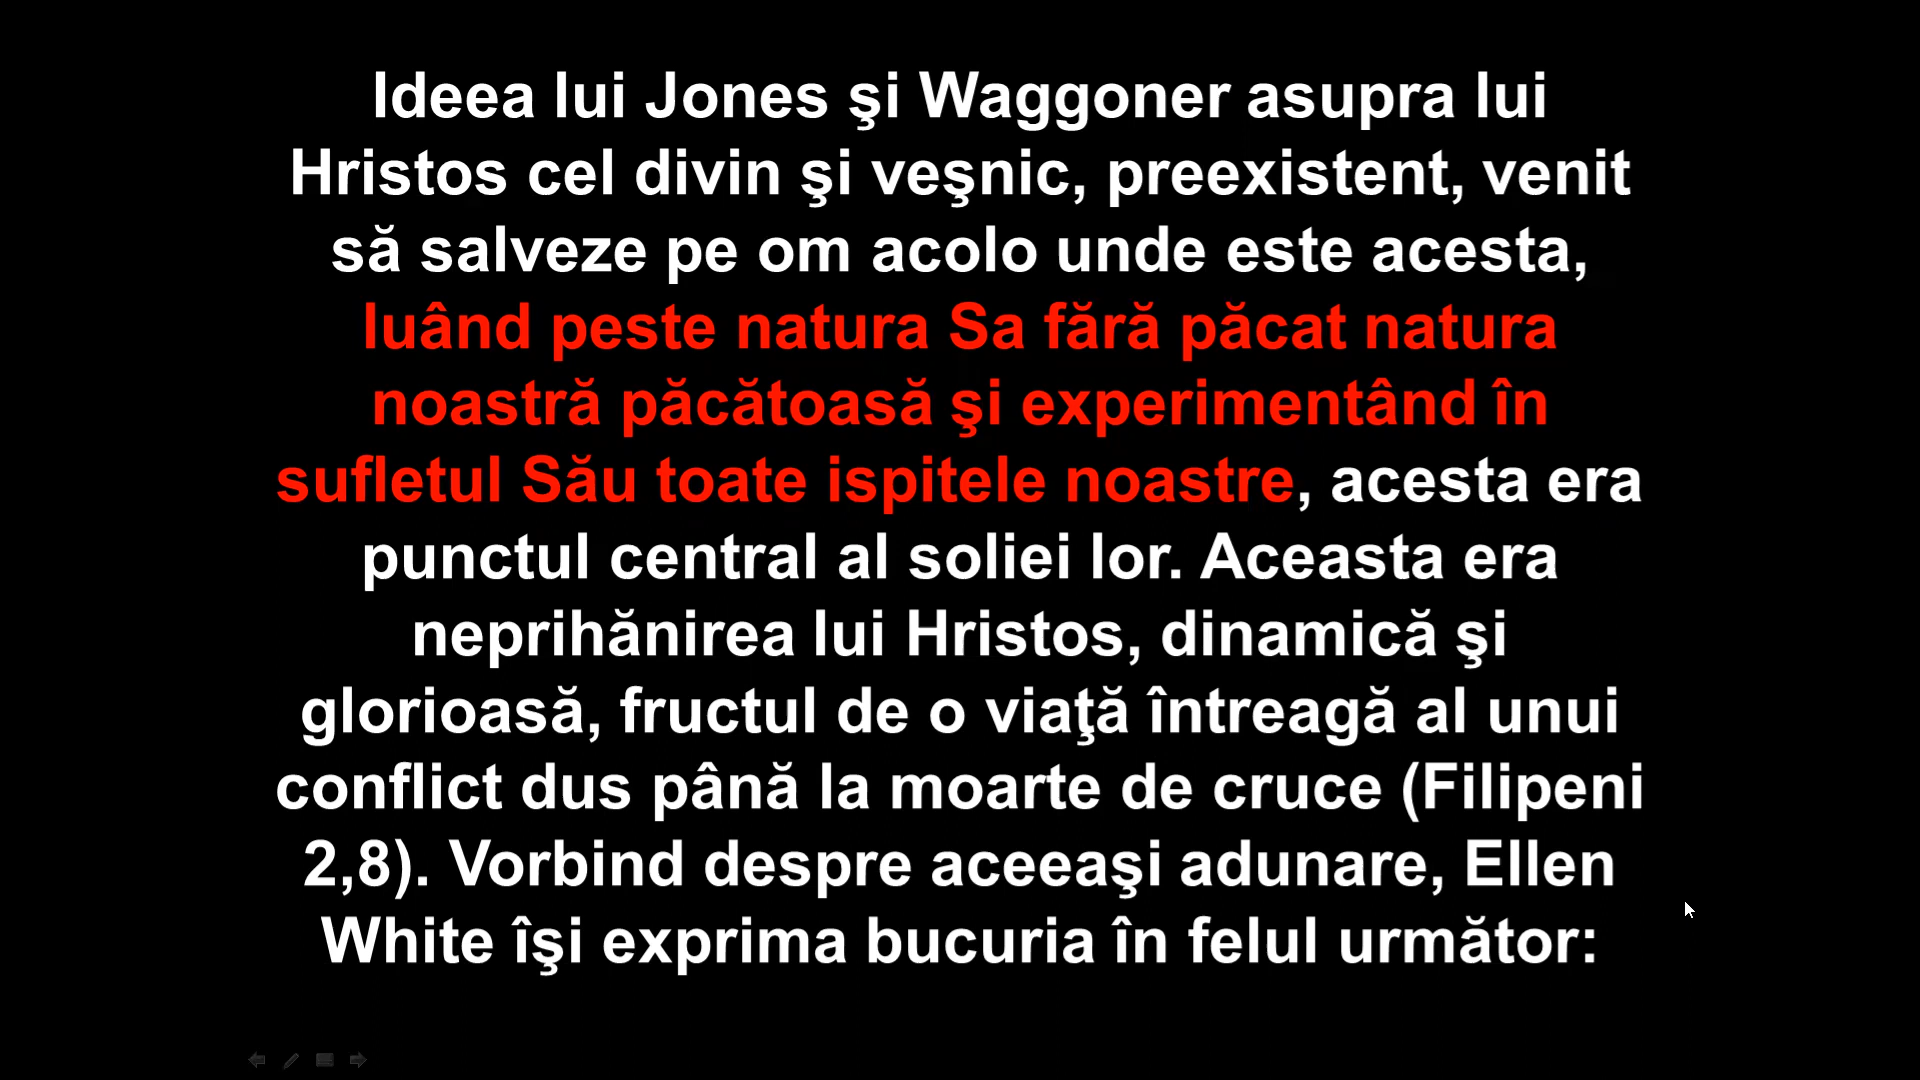 Ideea lui Jones şi Waggoner asupra lui
Hristos cel divin şi veşnic, preexistent, venit
să salveze pe om acolo unde este acesta,
luând peste natura Sa fără păcat natura
noastră păcătoasă şi experimentând în
sufletul Său toate ispitele noastre, acesta era
punctul central al soliei lor. Aceasta era
neprihănirea lui Hristos, dinamică şi
glorioasă, fructul de o viaţă întreagă al unui
conflict dus până la moarte de cruce (Filipeni
2,8). Vorbind despre aceeaşi adunare, Ellen
White îşi exprima bucuria în felul următor: